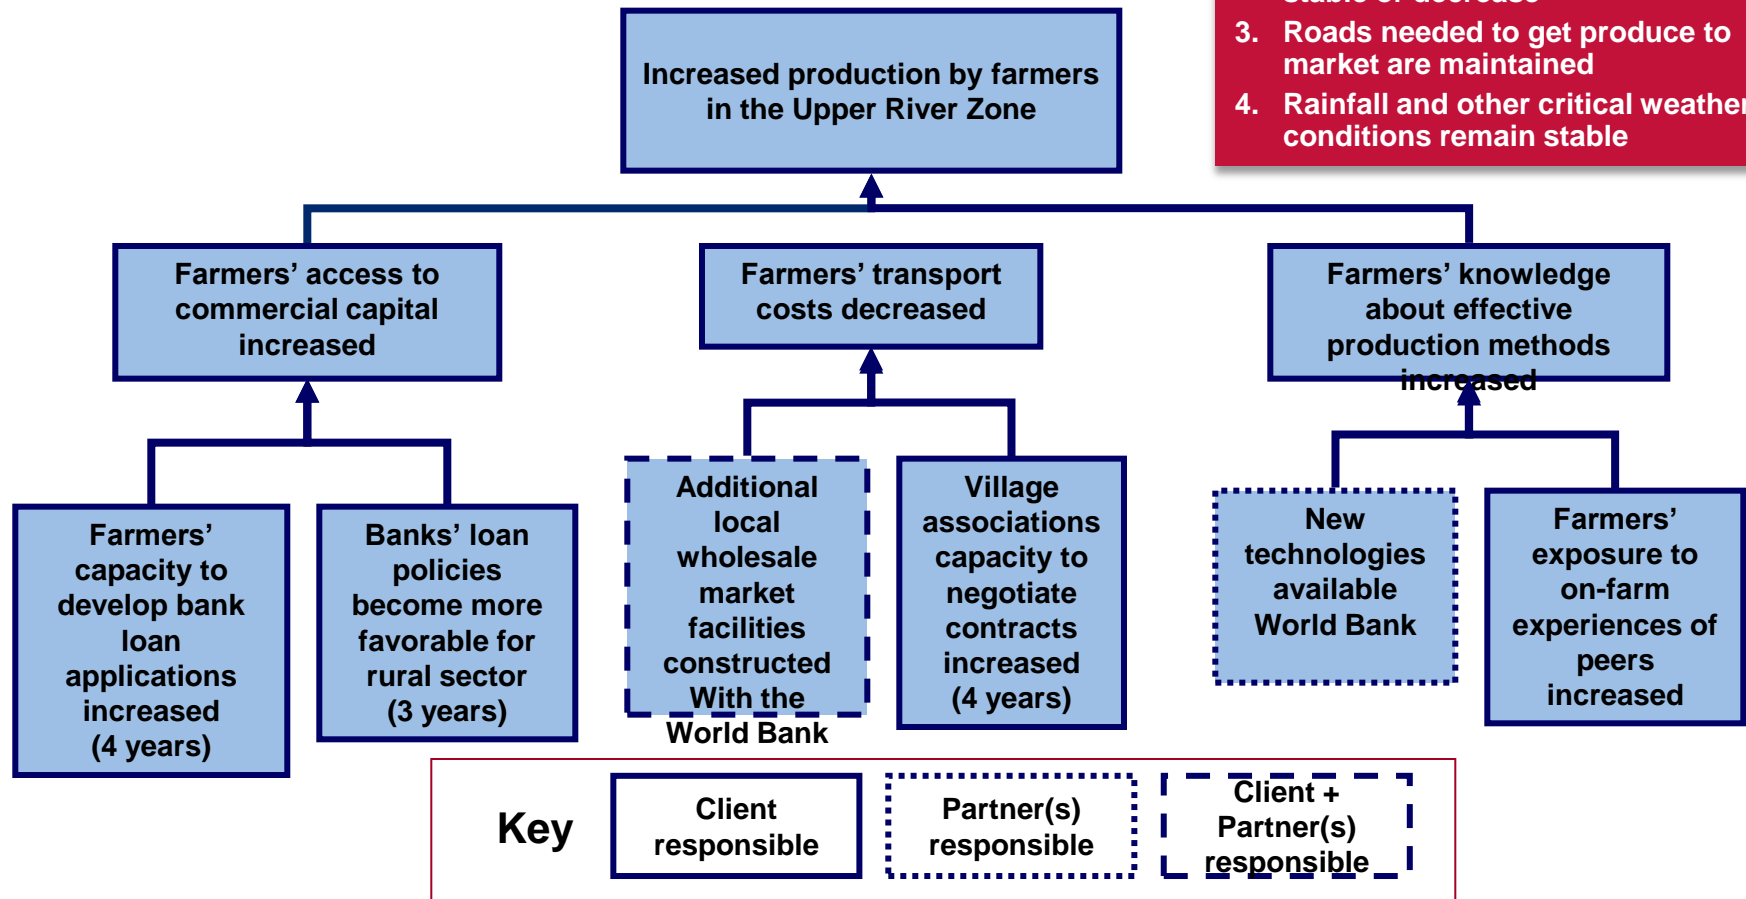 stable or decrease
3. Roads needed to get produce to
market are maintained
4. Rainfall and other critical weather
conditions remain stable
Increased production by farmers
in the Upper River Zone
Farmers’ access to
commercial capital
increased
Farmers’ transport
costs decreased
Farmers’ knowledge
about effective
production methods
increased
Farmers’
capacity to
develop bank
loan
applications
increased
(4 years)
Banks’ loan
policies
become more
favorable for
rural sector
(3 years)
Additional
local
wholesale
market
facilities
constructed
With the
World Bank
Village
associations
capacity to
negotiate
contracts
increased
(4 years)
New
technologies
available
World Bank
Farmers’
exposure to
on-farm
experiences of
peers
increased
Key
Client
responsible
Partner(s)
responsible
Client +
Partner(s)
responsible